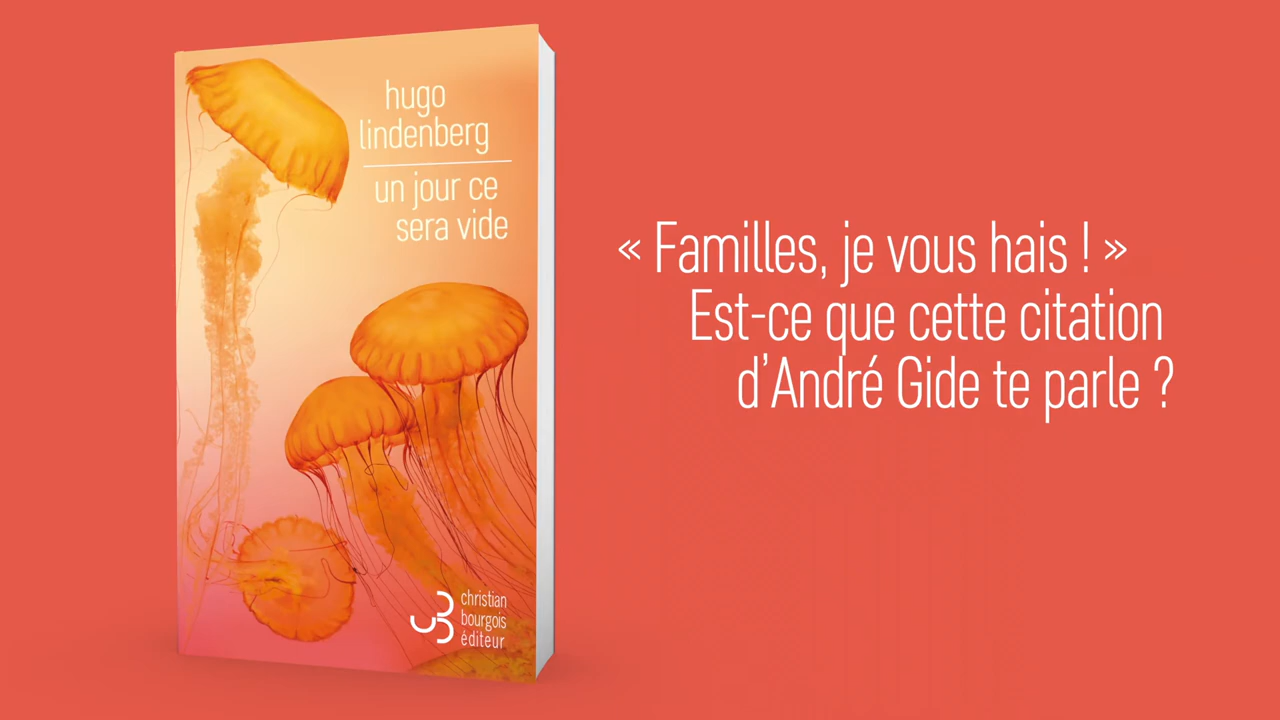 hugo
lindenberg
un jour ce
sera vide
christian
bourgois
éditeur
« Familles, je vous hais ! »
Est-ce que cette citation
d'André Gide te parle ?